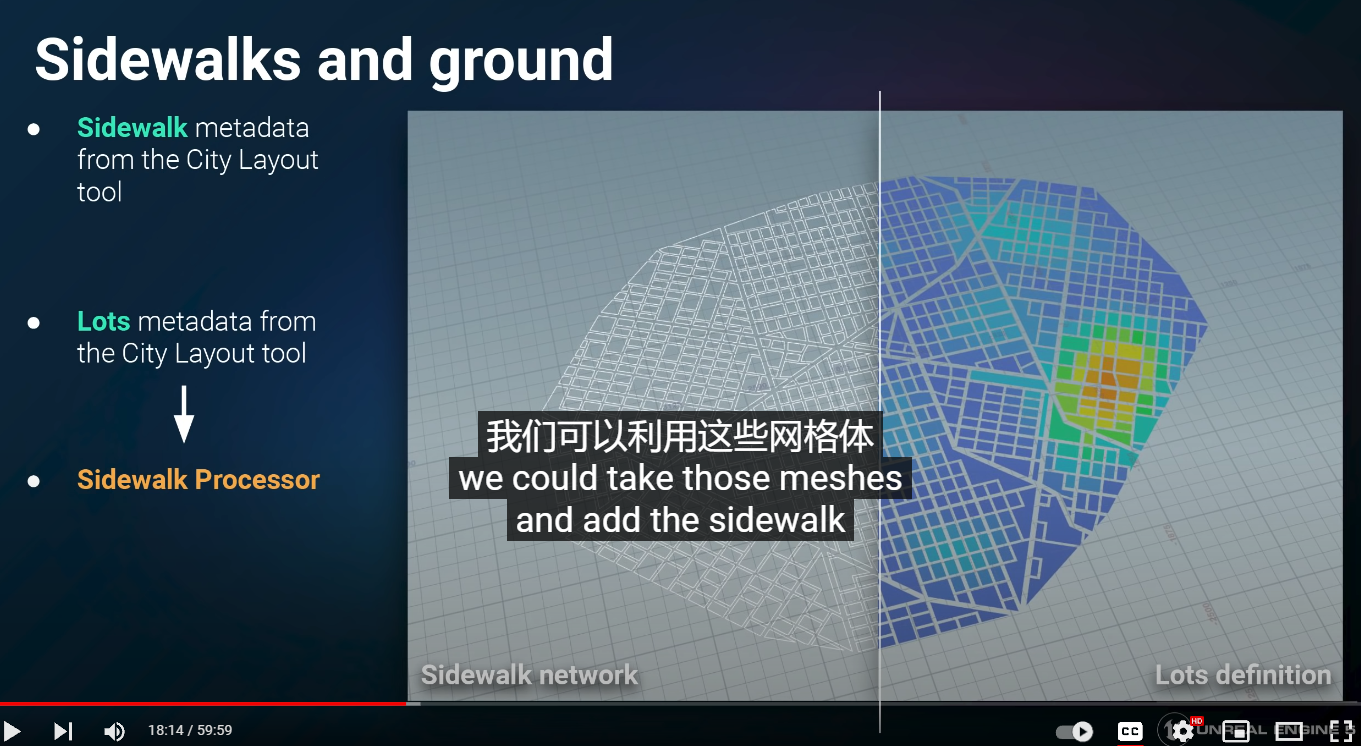 Sidewalks and ground
Sidewalk metadata
from the City Layout
tool
Lots metadata from
the City Layout tool
Sidewalk Processor
我们可以利用这些网格体
we could take those meshes
and add the sidewalk
Sidewalk network
Lots definition
18:14 / 59:59
CC
HD
UNREAL ENGINE 5